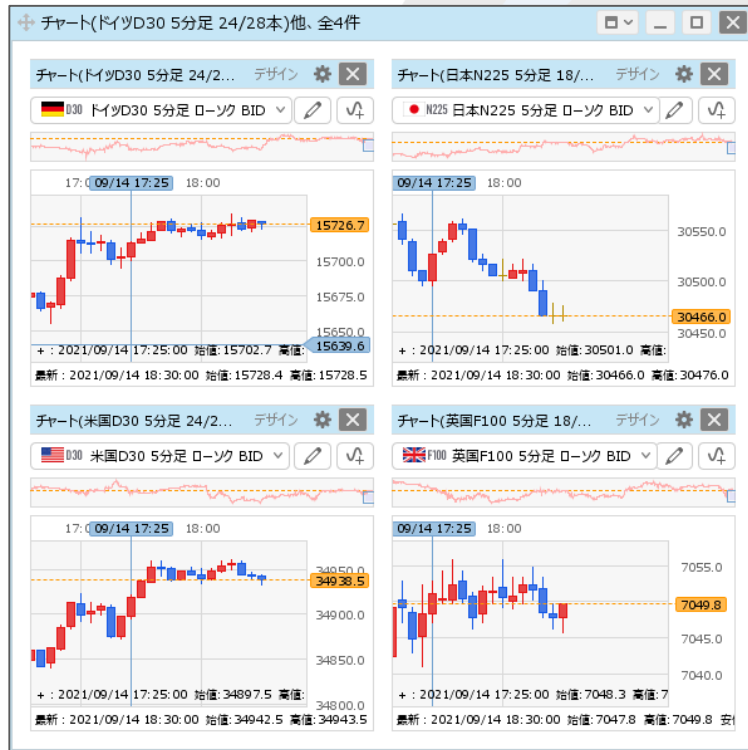 チャート(ドイツD30 5分足 24/28本)他、全4件
チャート(ドイツD30 5分足 24/2... デザイン
D30 ドイツD30 5分足 ローソク BID
17:0 09/14 17:25 18:00
15726.7
15700.0
15675.0
15650.0
15639.6
+ : 2021/09/14 17:25:00 始値:15702.7 高値:
最新 : 2021/09/14 18:30:00 始値:15728.4 高値:15728.5
チャート(日本N225 5分足 18/... デザイン
N225 日本N225 5分足 ローソク BID
09/14 17:25 18:00
30550.0
30500.0
30466.0
30450.0
+ : 2021/09/14 17:25:00 始値:30501.0 高値:
最新 : 2021/09/14 18:30:00 始値:30466.0 高値:30476.0
チャート(米国D30 5分足 24/2... デザイン
D30 米国D30 5分足 ローソク BID
17:0 09/14 17:25 18:00
34950.0
34938.5
34900.0
34850.0
34800.0
+ : 2021/09/14 17:25:00 始値:34897.5 高値:
最新 : 2021/09/14 18:30:00 始値:34942.5 高値:34943.5
チャート(英国F100 5分足 18/... デザイン
F100 英国F100 5分足 ローソク BID
09/14 17:25 18:00
7055.0
7049.8
7045.0
7040.0
+ : 2021/09/14 17:25:00 始値:7048.3 高値:7
最新 : 2021/09/14 18:30:00 始値:7047.8 高値:7049.8 安